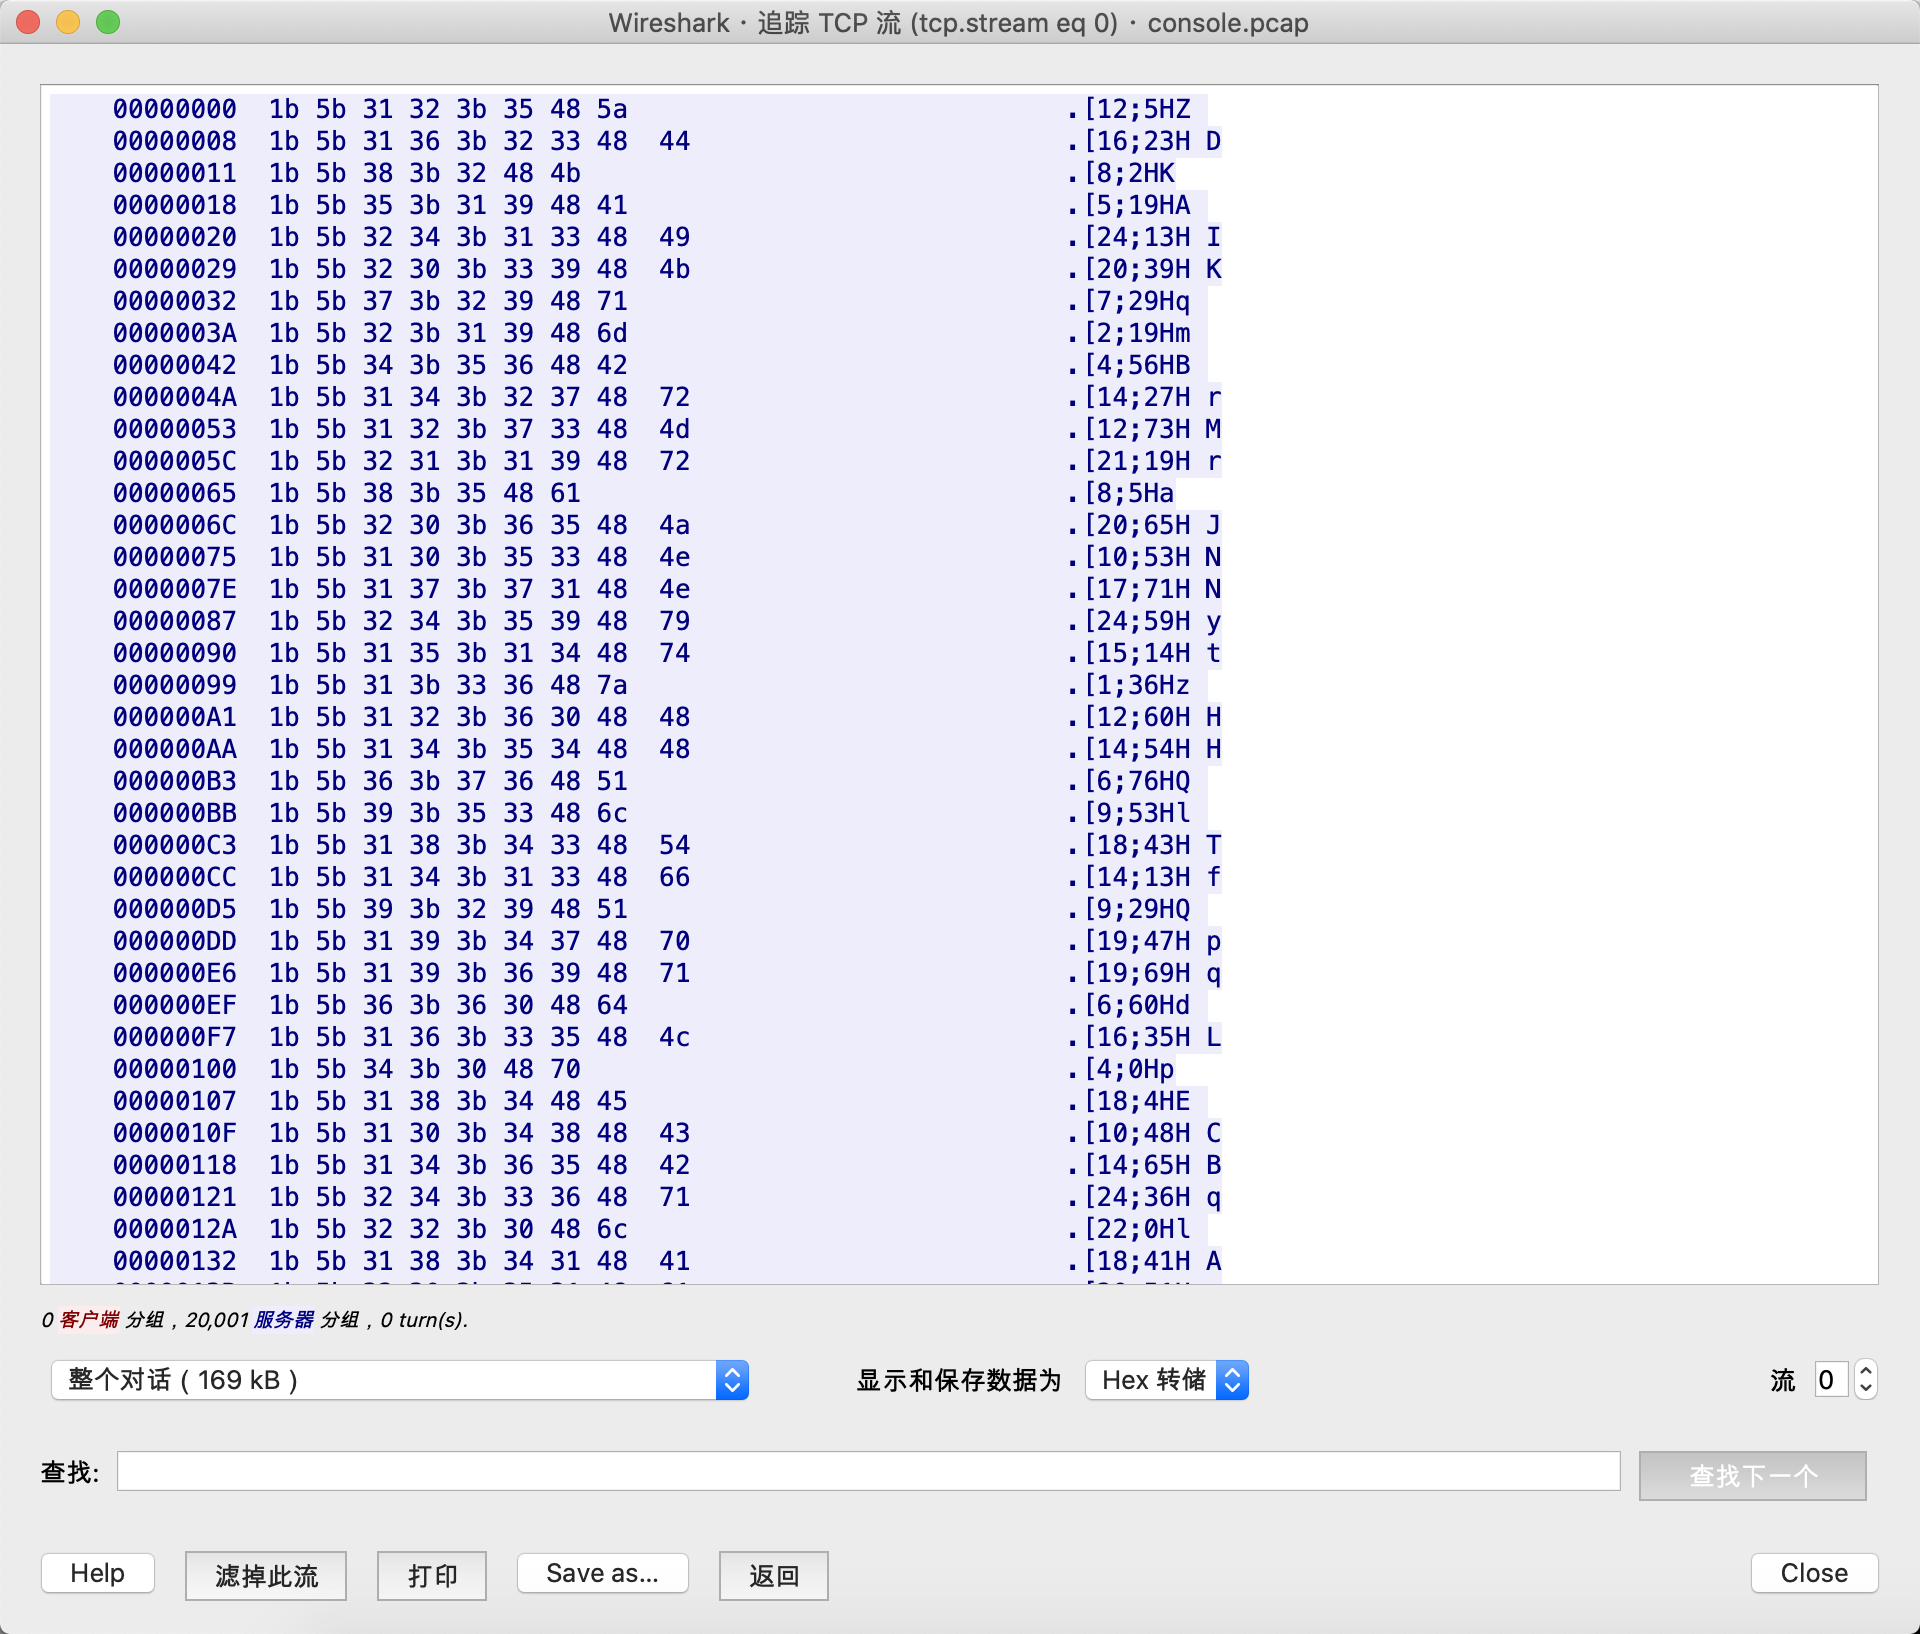 Wireshark · 追踪 TCP 流 (tcp.stream eq 0) · console.pcap
00000000  1b 5b 31 32 3b 35 48 5a  .[12;5HZ
00000008  1b 5b 31 36 3b 32 33 48  44  .[16;23H D
00000011  1b 5b 38 3b 32 48 4b  .[8;2HK
00000018  1b 5b 35 3b 31 39 48 41  .[5;19HA
00000020  1b 5b 32 34 3b 31 33 48  49  .[24;13H I
00000029  1b 5b 32 30 3b 33 39 48  4b  .[20;39H K
00000032  1b 5b 37 3b 32 39 48 71  .[7;29Hq
0000003A  1b 5b 32 3b 31 39 48 6d  .[2;19Hm
00000042  1b 5b 34 3b 35 36 48 42  .[4;56HB
0000004A  1b 5b 31 34 3b 32 37 48  72  .[14;27H r
00000053  1b 5b 31 32 3b 37 33 48  4d  .[12;73H M
0000005C  1b 5b 32 31 3b 31 39 48  72  .[21;19H r
00000065  1b 5b 38 3b 35 48 61  .[8;5Ha
0000006C  1b 5b 32 30 3b 36 35 48  4a  .[20;65H J
00000075  1b 5b 31 30 3b 35 33 48  4e  .[10;53H N
0000007E  1b 5b 31 37 3b 37 31 48  4e  .[17;71H N
00000087  1b 5b 32 34 3b 35 39 48  79  .[24;59H y
00000090  1b 5b 31 35 3b 31 34 48  74  .[15;14H t
00000099  1b 5b 31 3b 33 36 48 7a  .[1;36Hz
000000A1  1b 5b 31 32 3b 36 30 48  48  .[12;60H H
000000AA  1b 5b 31 34 3b 35 34 48  48  .[14;54H H
000000B3  1b 5b 36 3b 37 36 48 51  .[6;76HQ
000000BB  1b 5b 39 3b 35 33 48 6c  .[9;53Hl
000000C3  1b 5b 31 38 3b 34 33 48  54  .[18;43H T
000000CC  1b 5b 31 34 3b 31 33 48  66  .[14;13H f
000000D5  1b 5b 39 3b 32 39 48 51  .[9;29HQ
000000DD  1b 5b 31 39 3b 34 37 48  70  .[19;47H p
000000E6  1b 5b 31 39 3b 36 39 48  71  .[19;69H q
000000EF  1b 5b 36 3b 36 30 48 64  .[6;60Hd
000000F7  1b 5b 31 36 3b 33 35 48  4c  .[16;35H L
00000100  1b 5b 34 3b 30 48 70  .[4;0Hp
00000107  1b 5b 31 38 3b 34 48 45  .[18;4HE
0000010F  1b 5b 31 30 3b 34 38 48  43  .[10;48H C
00000118  1b 5b 31 34 3b 36 35 48  42  .[14;65H B
00000121  1b 5b 32 34 3b 33 36 48  71  .[24;36H q
0000012A  1b 5b 32 32 3b 30 48 6c  .[22;0Hl
00000132  1b 5b 31 38 3b 34 31 48  41  .[18;41H A
0 客户端 分组，20,001 服务器 分组，0 turn(s).
整个对话 ( 169 kB )
显示和保存数据为 Hex 转储
流 0
查找:
查找下一个
Help 滤掉此流 打印 Save as… 返回 Close